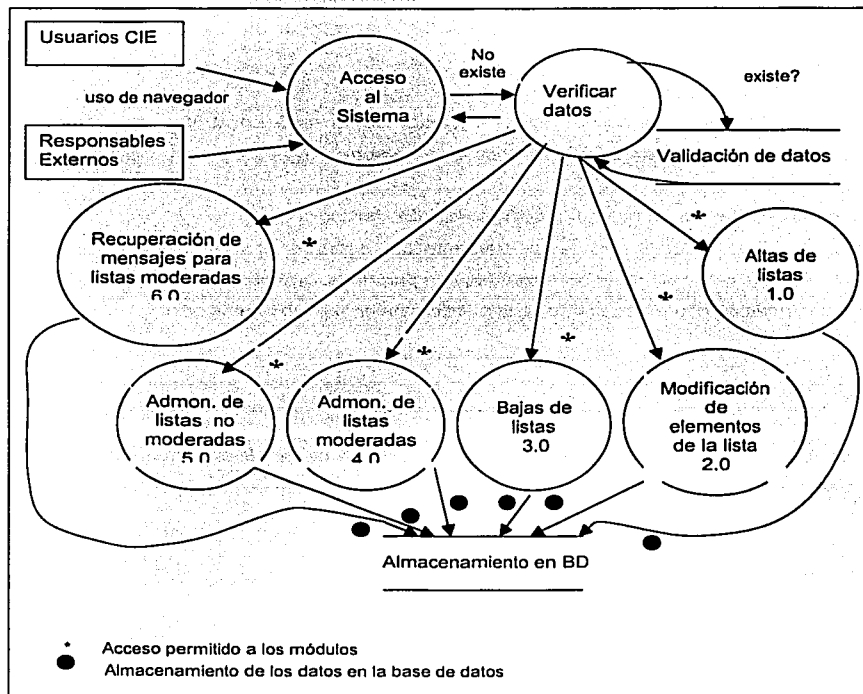 Usuarios CIE
Acceso
al
Sistema
No
existe
Verificar
datos
existe?
uso de navegador
Responsables
Externos
Validación de datos
Recuperación de
mensajes para
listas moderadas
6.0
*
*
Altas de
listas
1.0
*
*
*
*
Admon. de
listas no
moderadas
5.0
Admon. de
listas
moderadas
4.0
Bajas de
listas
3.0
Modificación
de
elementos
de la lista
2.0
Almacenamiento en BD
* Acceso permitido a los módulos
Almacenamiento de los datos en la base de datos